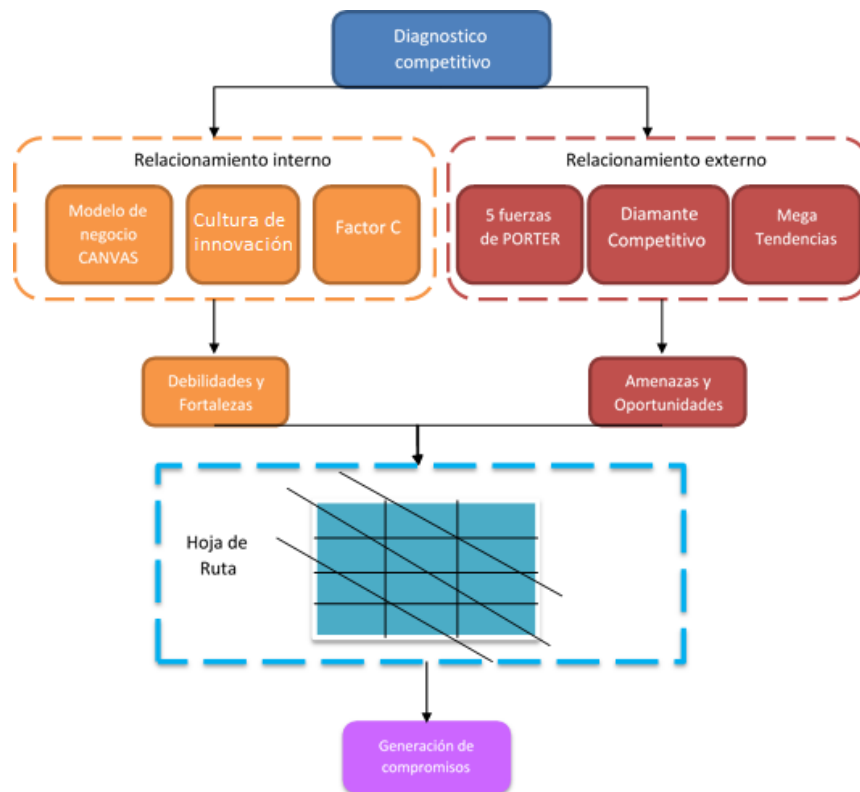 Diagnostico
competitivo
Relacionamiento interno
Modelo de
negocio
CANVAS
Cultura de
innovación
Factor C
Relacionamiento externo
5 fuerzas
de PORTER
Diamante
Competitivo
Mega
Tendencias
Debilidades y
Fortalezas
Amenazas y
Oportunidades
Hoja de
Ruta
Generación de
compromisos